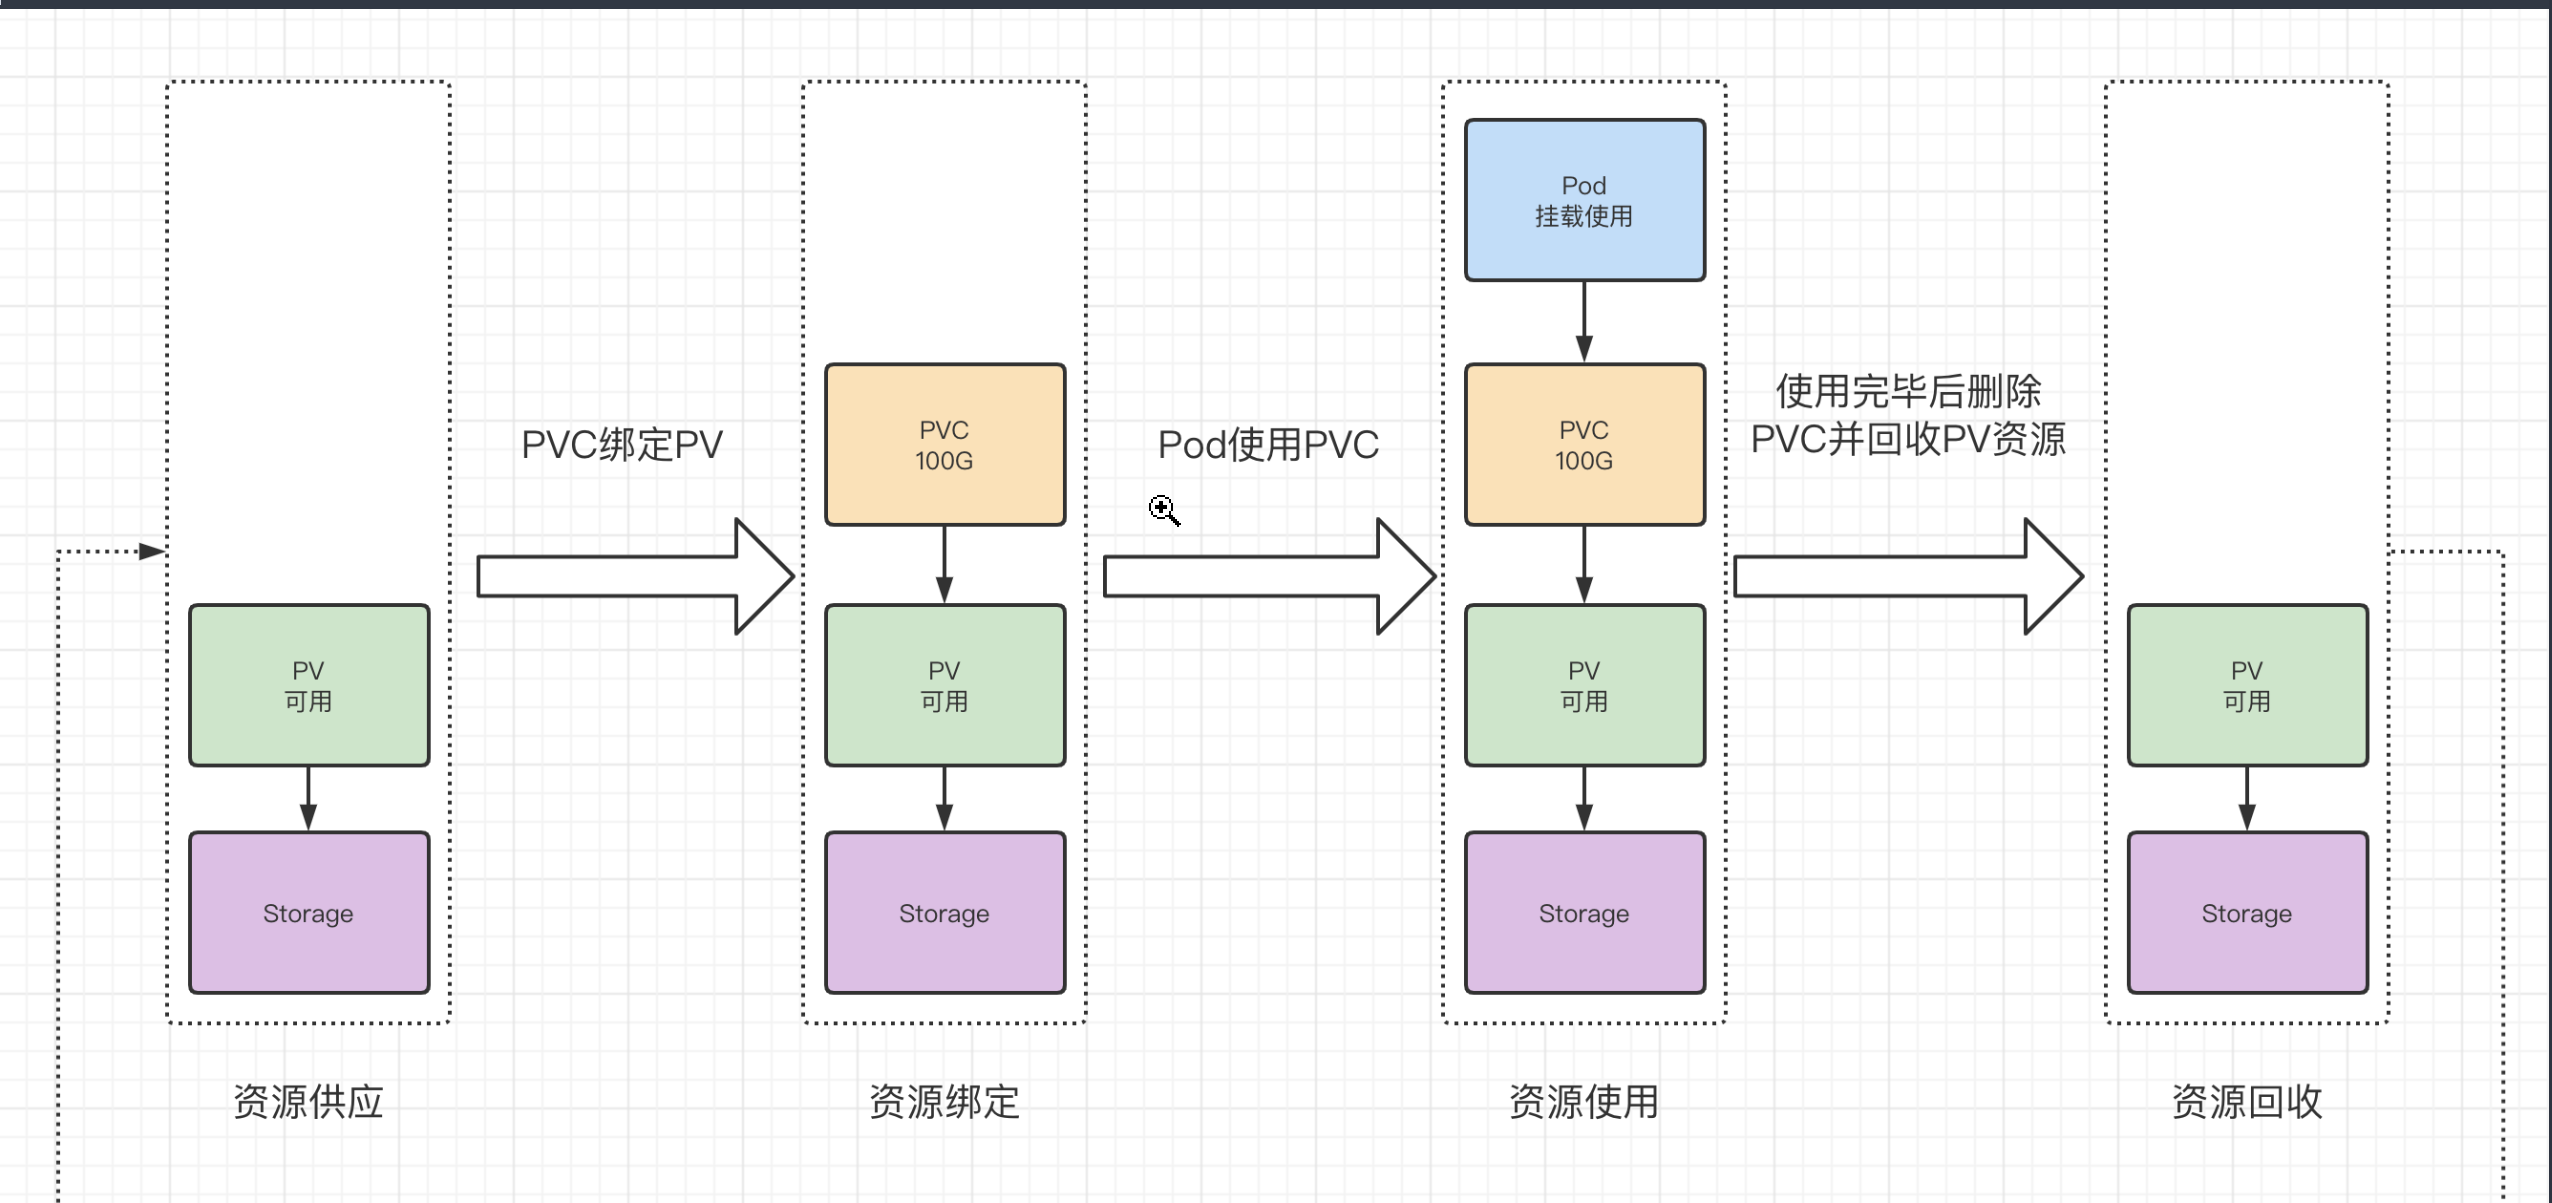 PV
可用
Storage
资源供应
PVC绑定PV
PVC
100G
PV
可用
Storage
资源绑定
Pod使用PVC
Pod
挂载使用
PVC
100G
PV
可用
Storage
资源使用
使用完毕后删除
PVC并回收PV资源
PV
可用
Storage
资源回收